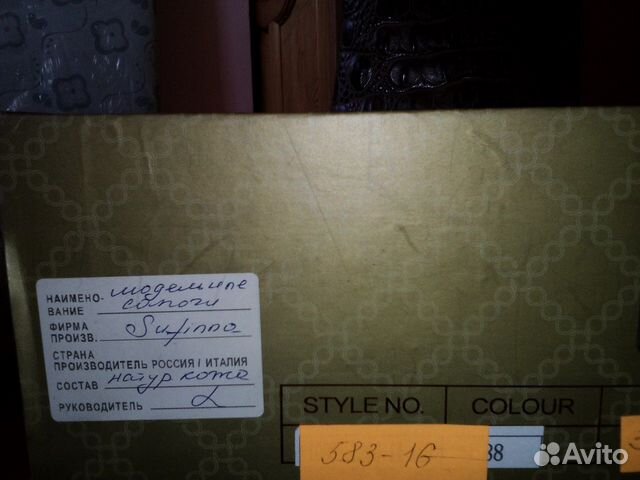 НАИМЕНО- модельные
ВАНИЕ сапоги
ФИРМА
ПРОИЗВ. Sufinna
СТРАНА
ПРОИЗВОДИТЕЛЬ РОССИЯ / ИТАЛИЯ
СОСТАВ натур кожа
РУКОВОДИТЕЛЬ
STYLE NO. COLOUR
583-16 88
Avito